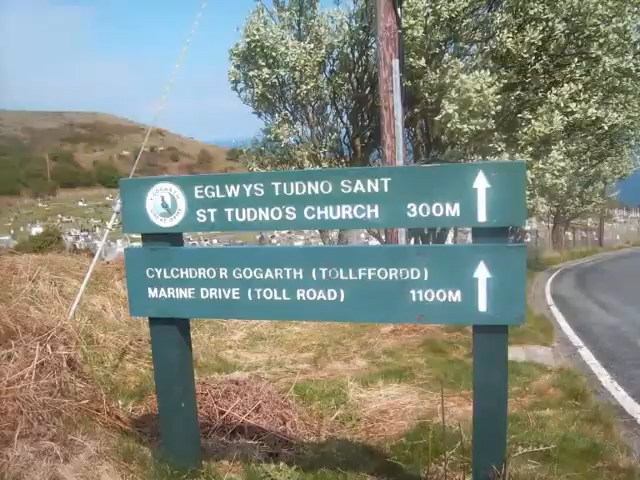 EGLWYS TUDNO SANT
ST TUDNO'S CHURCH 300M
CYLCHDRO'R GOGARTH (TOLLFFORDD)
MARINE DRIVE (TOLL ROAD) 1100M